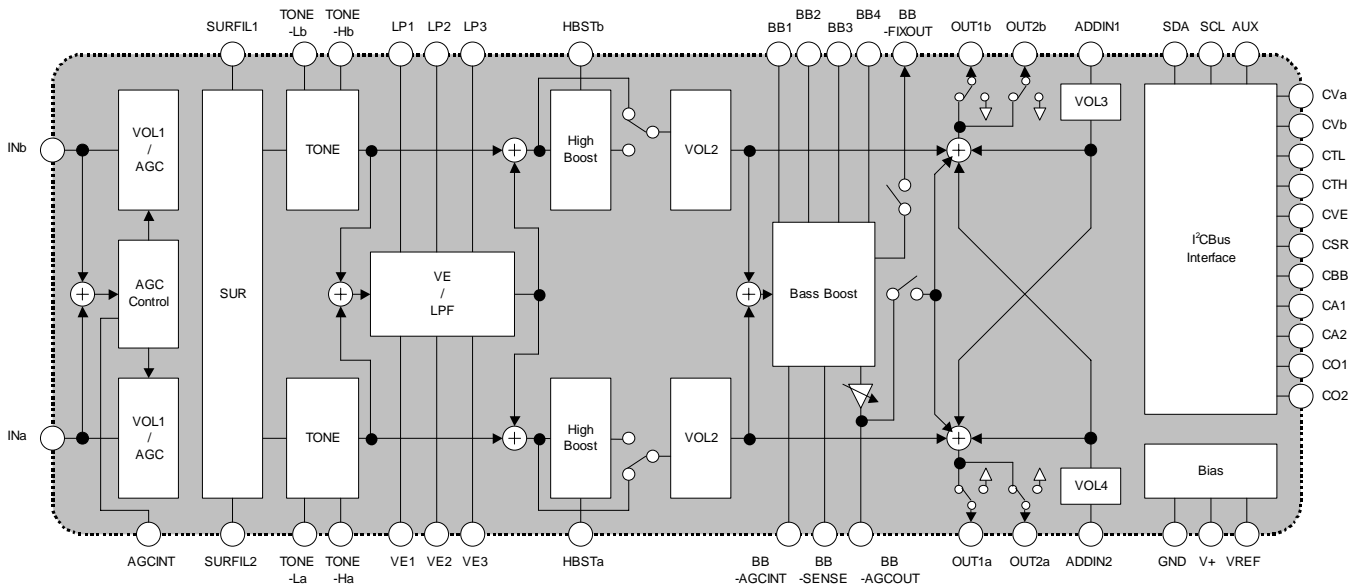 SURFIL1
TONE
-Lb
TONE
-Hb
LP1
LP2
LP3
HBSTb
BB1
BB2
BB3
BB4
BB
-FIXOUT
OUT1b
OUT2b
ADDIN1
SDA
SCL
AUX
INb
VOL1
/
AGC
TONE
High
Boost
VOL2
VOL3
CVa
CVb
CTL
CTH
CVE
CSR
CBB
CA1
CA2
CO1
CO2
AGC
Control
SUR
VE
/
LPF
Bass Boost
I²CBus
Interface
INa
VOL1
/
AGC
TONE
High
Boost
VOL2
VOL4
Bias
AGCINT
SURFIL2
TONE
-La
TONE
-Ha
VE1
VE2
VE3
HBSTa
BB
-AGCINT
BB
-SENSE
BB
-AGCOUT
OUT1a
OUT2a
ADDIN2
GND
V+
VREF